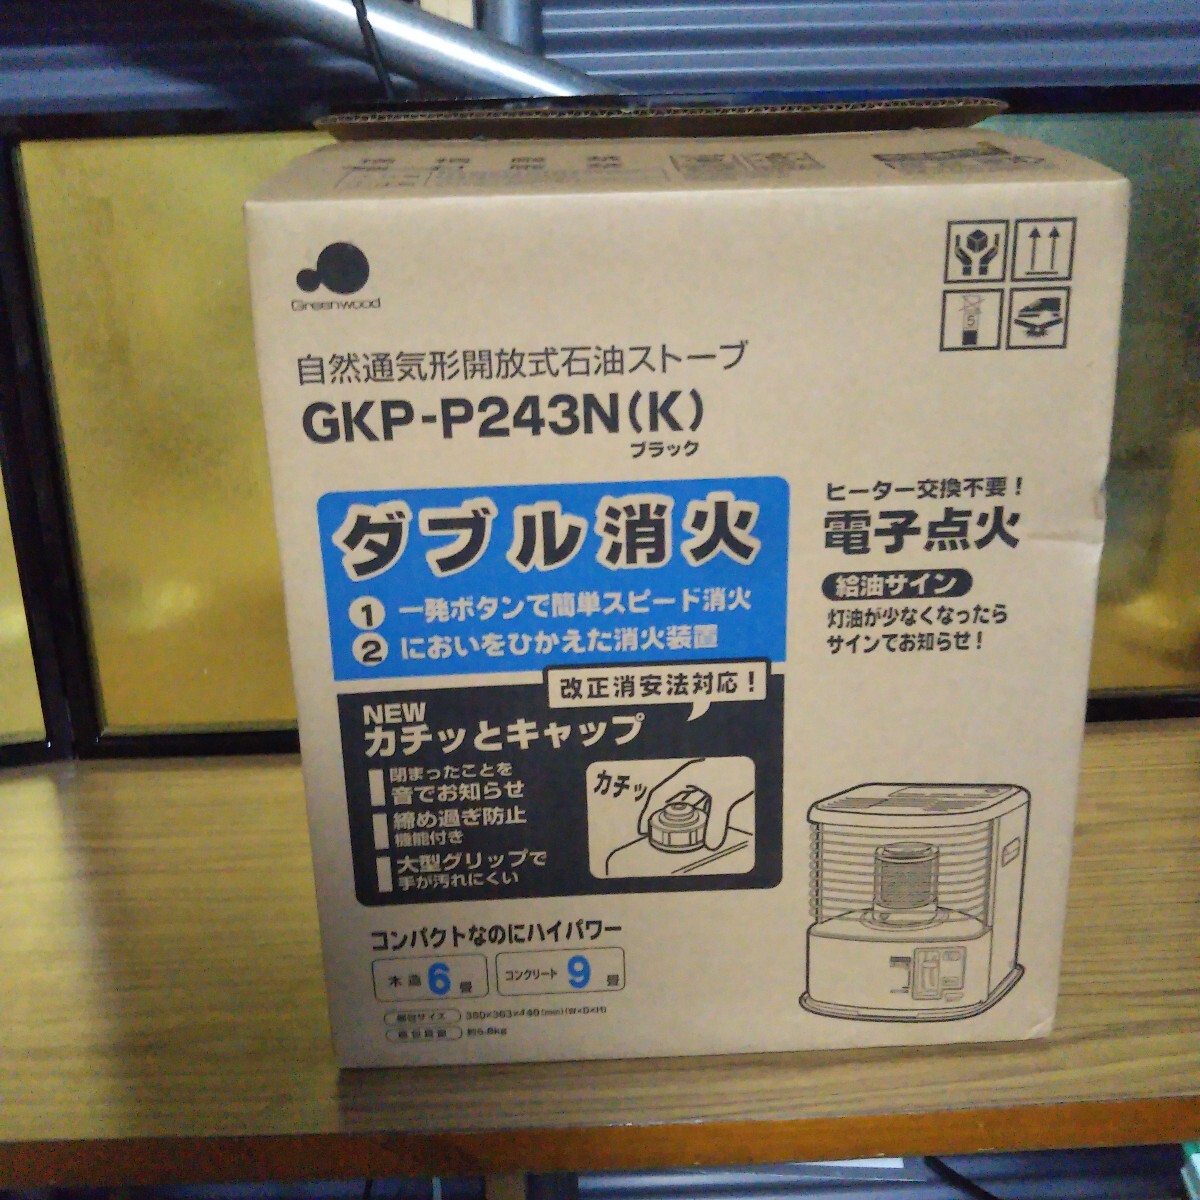 Greenwood
5
自然通気形開放式石油ストーブ
GKP-P243N(K)
ブラック
ダブル消火
1 一発ボタンで簡単スピード消火
2 においをひかえた消火装置
ヒーター交換不要!
電子点火
給油サイン
灯油が少なくなったら
サインでお知らせ!
改正消安法対応!
NEW
カチッとキャップ
閉まったことを
音でお知らせ
締め過ぎ防止
機能付き
大型グリップで
手が汚れにくい
カチッ
コンパクトなのにハイパワー
木造 6 畳
コンクリート 9 畳
梱包サイズ